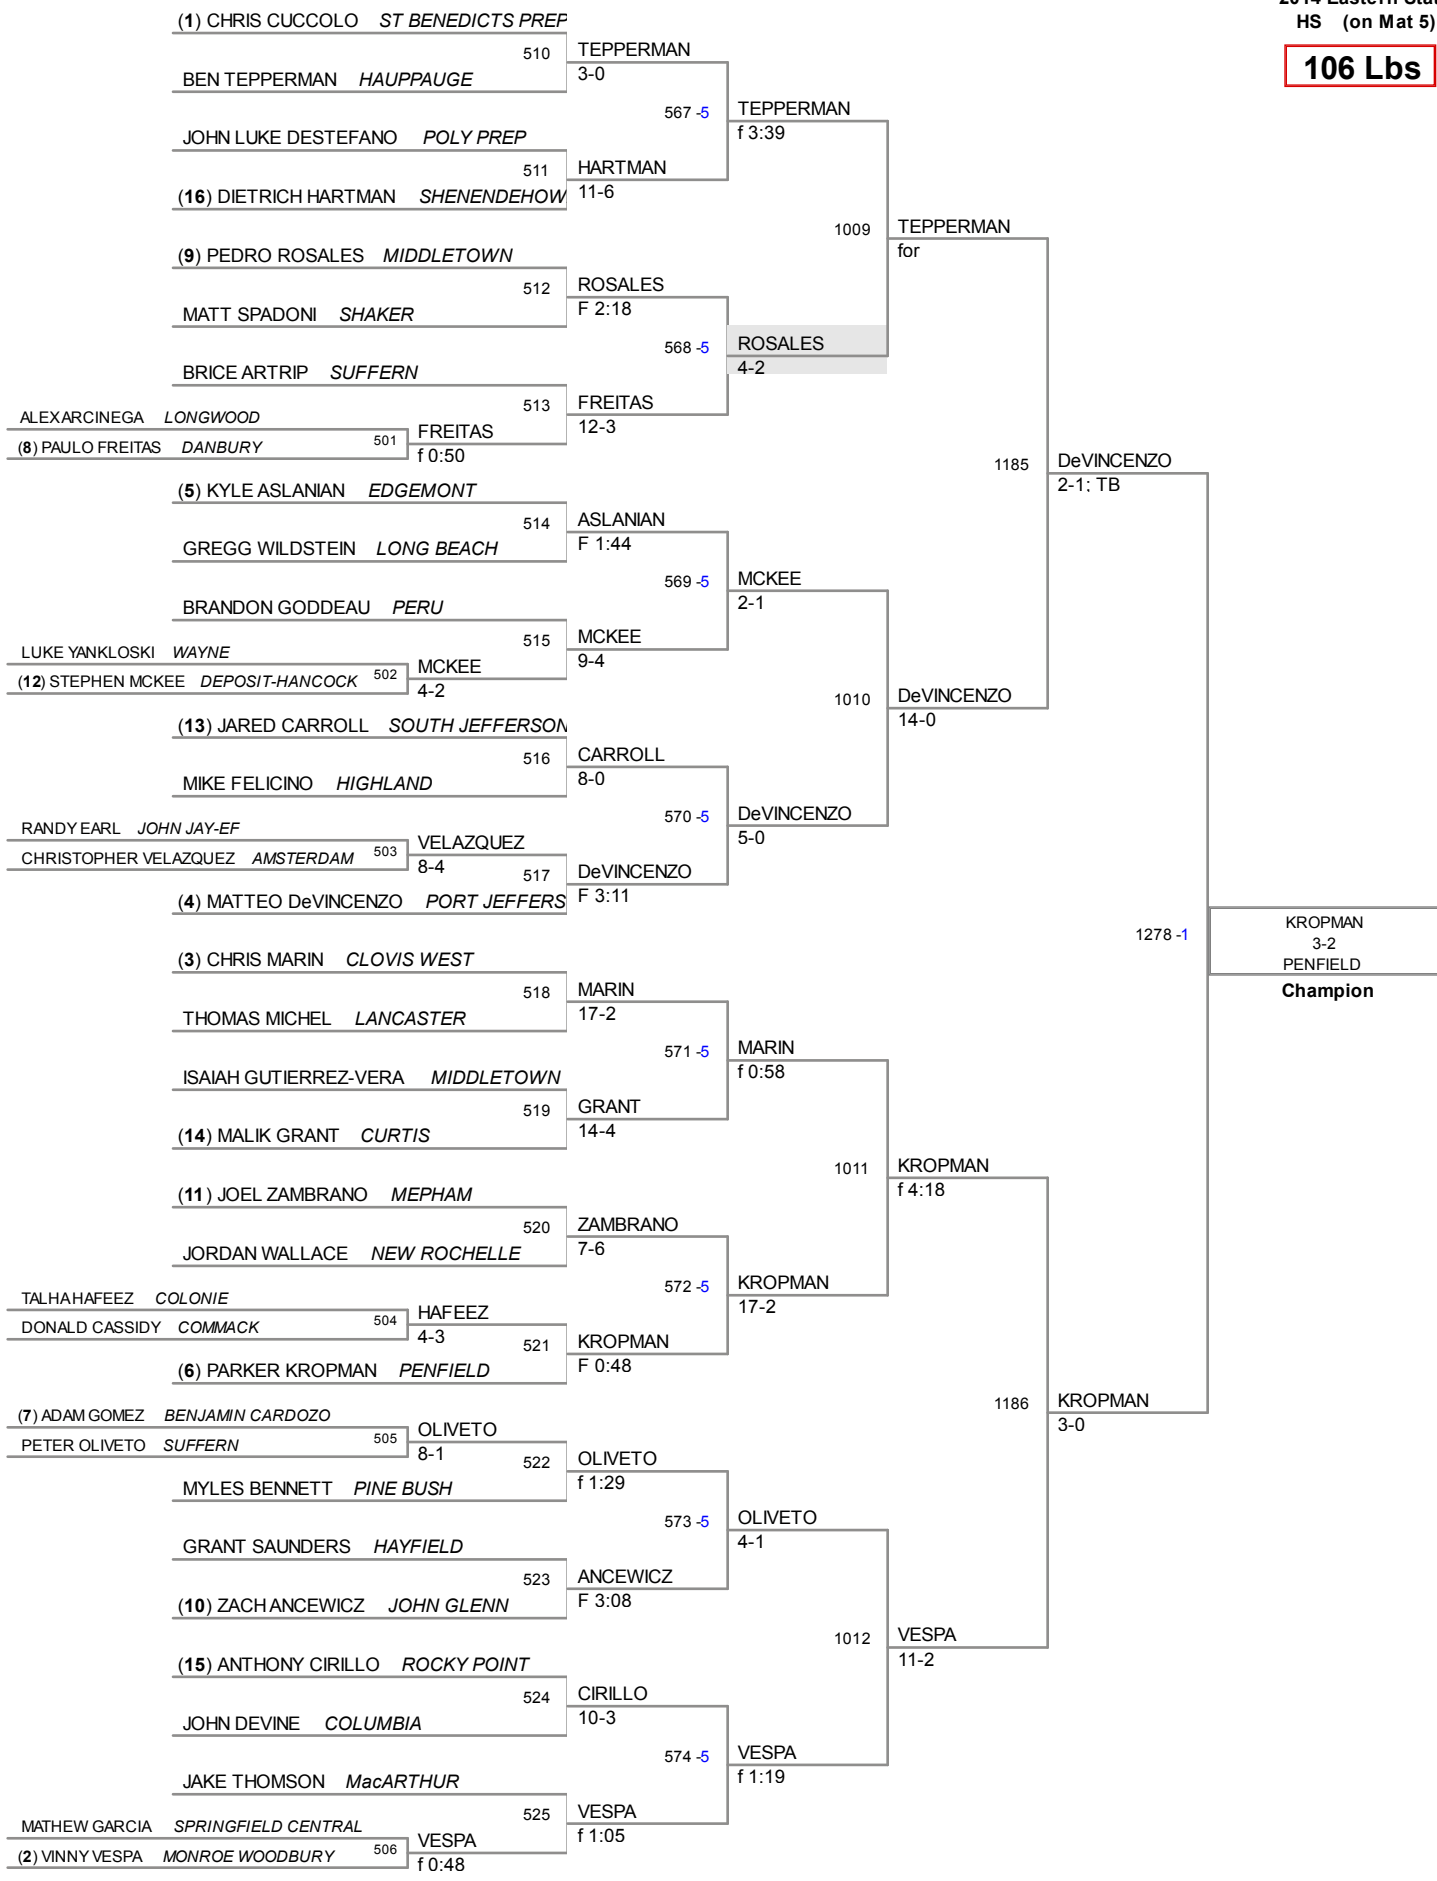 2014 Eastern Stat
HS (on Mat 5)
106 Lbs
(1) CHRIS CUCCOLO ST BENEDICTS PREP
510
TEPPERMAN
3-0
BEN TEPPERMAN HAUPPAUGE
567 -5
TEPPERMAN
f 3:39
JOHN LUKE DESTEFANO POLY PREP
511
HARTMAN
11-6
(16) DIETRICH HARTMAN SHENENDEHOW
1009
TEPPERMAN
for
(9) PEDRO ROSALES MIDDLETOWN
512
ROSALES
F 2:18
MATT SPADONI SHAKER
568 -5
ROSALES
4-2
BRICE ARTRIP SUFFERN
513
FREITAS
12-3
ALEXARCINEGA LONGWOOD
501
FREITAS
f 0:50
(8) PAULO FREITAS DANBURY
1185
DeVINCENZO
2-1; TB
(5) KYLE ASLANIAN EDGEMONT
514
ASLANIAN
F 1:44
GREGG WILDSTEIN LONG BEACH
569 -5
MCKEE
2-1
BRANDON GODDEAU PERU
515
MCKEE
9-4
LUKE YANKLOSKI WAYNE
502
MCKEE
4-2
(12) STEPHEN MCKEE DEPOSIT-HANCOCK
1010
DeVINCENZO
14-0
(13) JARED CARROLL SOUTH JEFFERSON
516
CARROLL
8-0
MIKE FELICINO HIGHLAND
570 -5
DeVINCENZO
5-0
RANDY EARL JOHN JAY-EF
503
VELAZQUEZ
8-4
CHRISTOPHER VELAZQUEZ AMSTERDAM
517
DeVINCENZO
F 3:11
(4) MATTEO DeVINCENZO PORT JEFFERS
1278 -1
KROPMAN
3-2
PENFIELD
Champion
(3) CHRIS MARIN CLOVIS WEST
518
MARIN
17-2
THOMAS MICHEL LANCASTER
571 -5
MARIN
f 0:58
ISAIAH GUTIERREZ-VERA MIDDLETOWN
519
GRANT
14-4
(14) MALIK GRANT CURTIS
1011
KROPMAN
f 4:18
(11) JOEL ZAMBRANO MEPHAM
520
ZAMBRANO
7-6
JORDAN WALLACE NEW ROCHELLE
572 -5
KROPMAN
17-2
TALHAHAFEEZ COLONIE
504
HAFEEZ
4-3
DONALD CASSIDY COMMACK
521
KROPMAN
F 0:48
(6) PARKER KROPMAN PENFIELD
1186
KROPMAN
3-0
(7) ADAM GOMEZ BENJAMIN CARDOZO
505
OLIVETO
8-1
PETER OLIVETO SUFFERN
522
OLIVETO
f 1:29
MYLES BENNETT PINE BUSH
573 -5
OLIVETO
4-1
GRANT SAUNDERS HAYFIELD
523
ANCEWICZ
F 3:08
(10) ZACH ANCEWICZ JOHN GLENN
1012
VESPA
11-2
(15) ANTHONY CIRILLO ROCKY POINT
524
CIRILLO
10-3
JOHN DEVINE COLUMBIA
574 -5
VESPA
f 1:19
JAKE THOMSON MacARTHUR
525
VESPA
f 1:05
MATHEW GARCIA SPRINGFIELD CENTRAL
506
VESPA
f 0:48
(2) VINNY VESPA MONROE WOODBURY